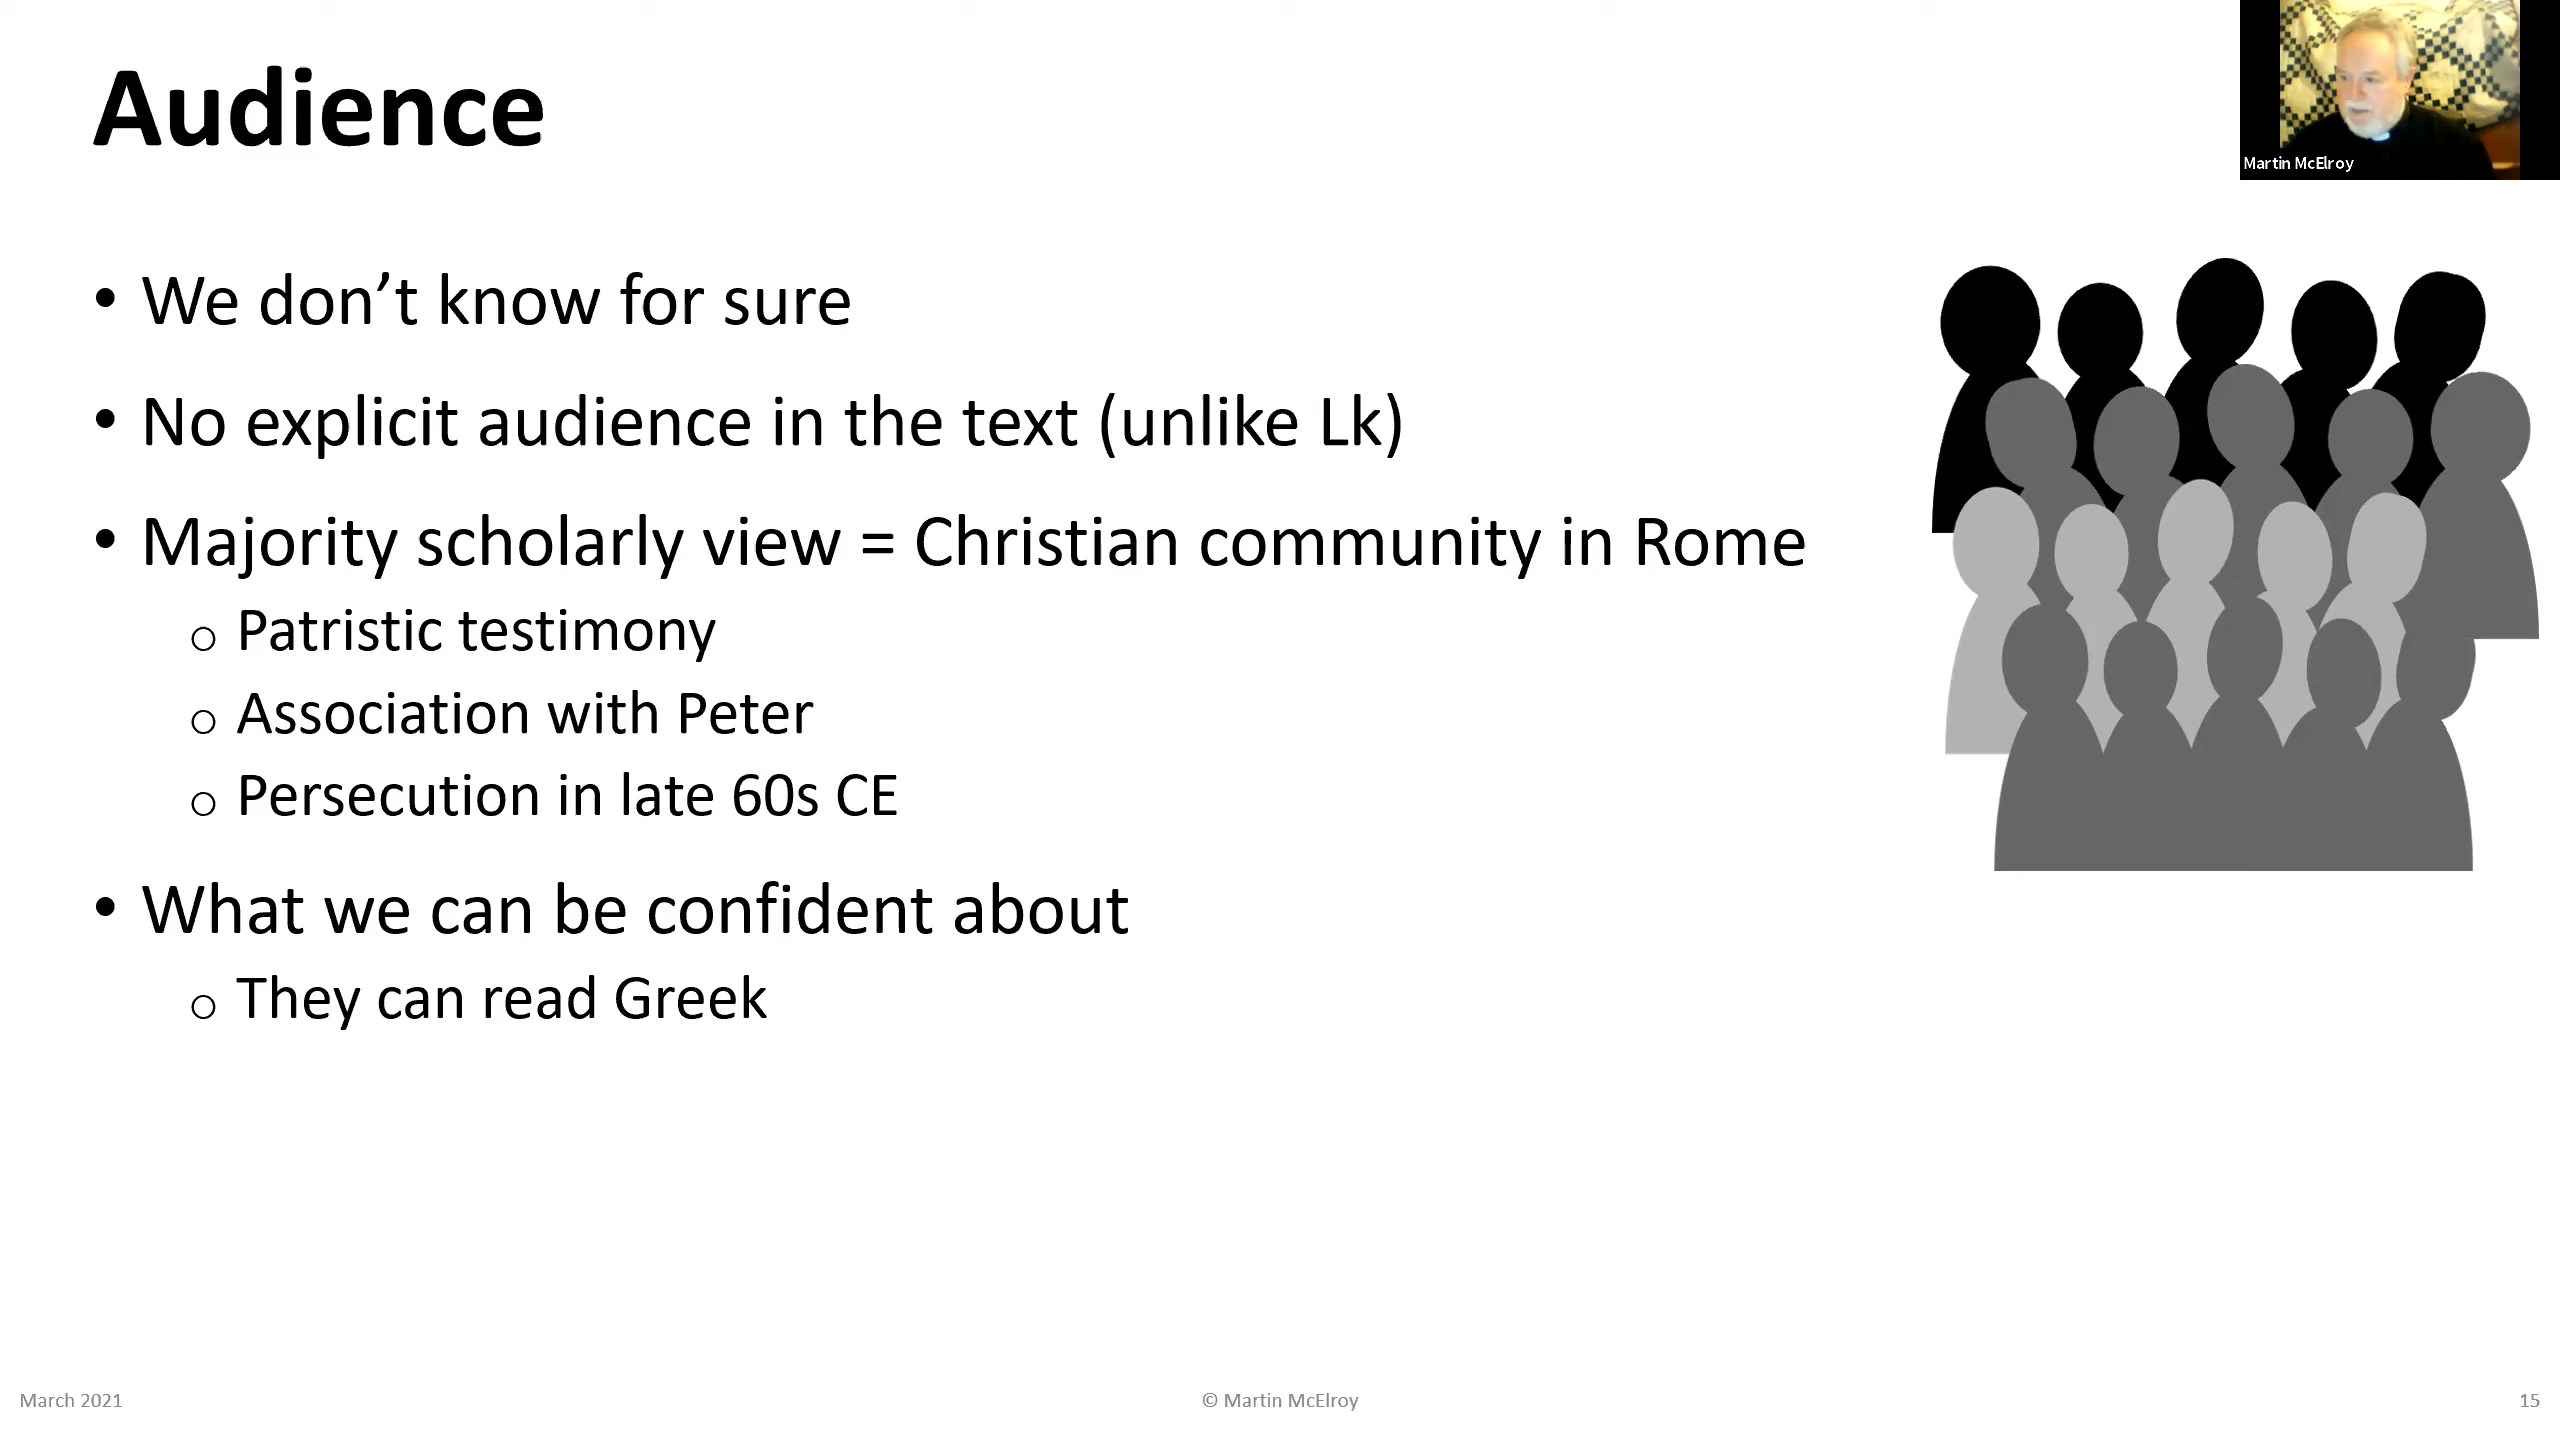 Audience
Martin McElroy
• We don’t know for sure
• No explicit audience in the text (unlike Lk)
• Majority scholarly view = Christian community in Rome
o Patristic testimony
o Association with Peter
o Persecution in late 60s CE
• What we can be confident about
o They can read Greek
March 2021
© Martin McElroy
15